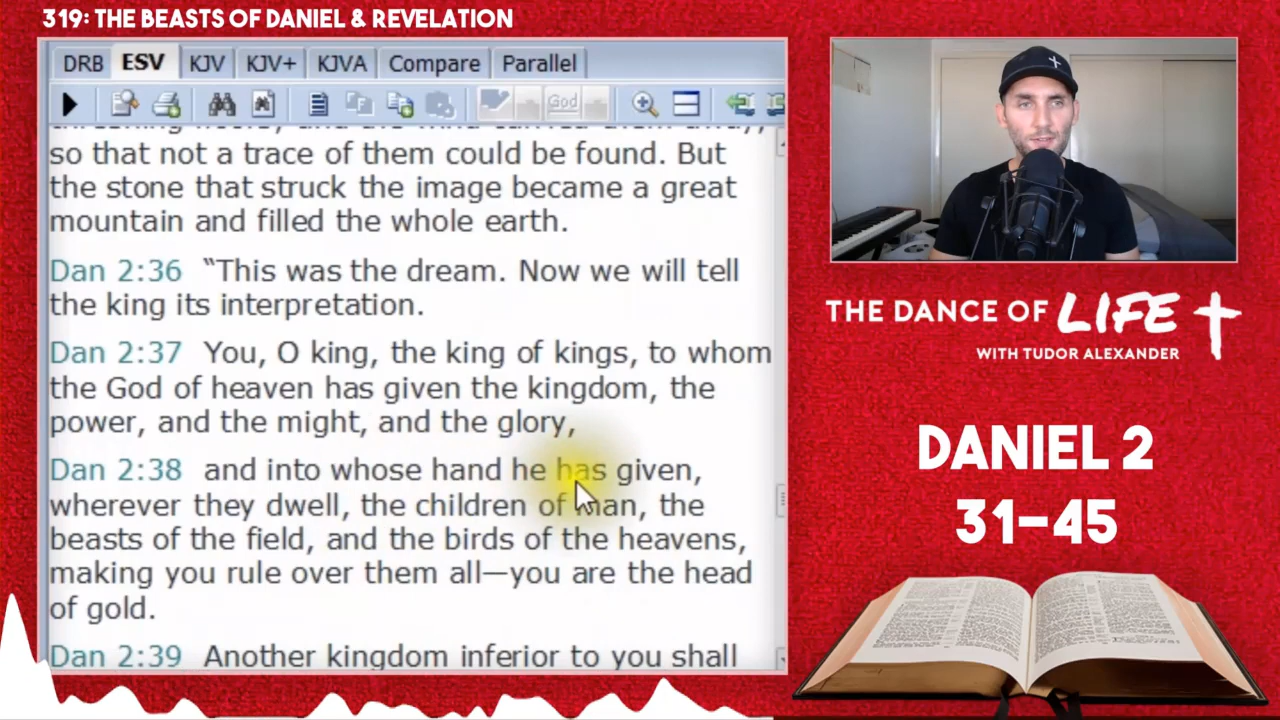 319: THE BEASTS OF DANIEL & REVELATION
DRB ESV KJV KJV+ KJVA Compare Parallel
God
so that not a trace of them could be found. But
the stone that struck the image became a great
mountain and filled the whole earth.
Dan 2:36 “This was the dream. Now we will tell
the king its interpretation.
Dan 2:37 You, O king, the king of kings, to whom
the God of heaven has given the kingdom, the
power, and the might, and the glory,
Dan 2:38 and into whose hand he has given,
wherever they dwell, the children of man, the
beasts of the field, and the birds of the heavens,
making you rule over them all—you are the head
of gold.
Dan 2:39 Another kingdom inferior to you shall
THE DANCE OF LIFE
WITH TUDOR ALEXANDER
DANIEL 2
31-45